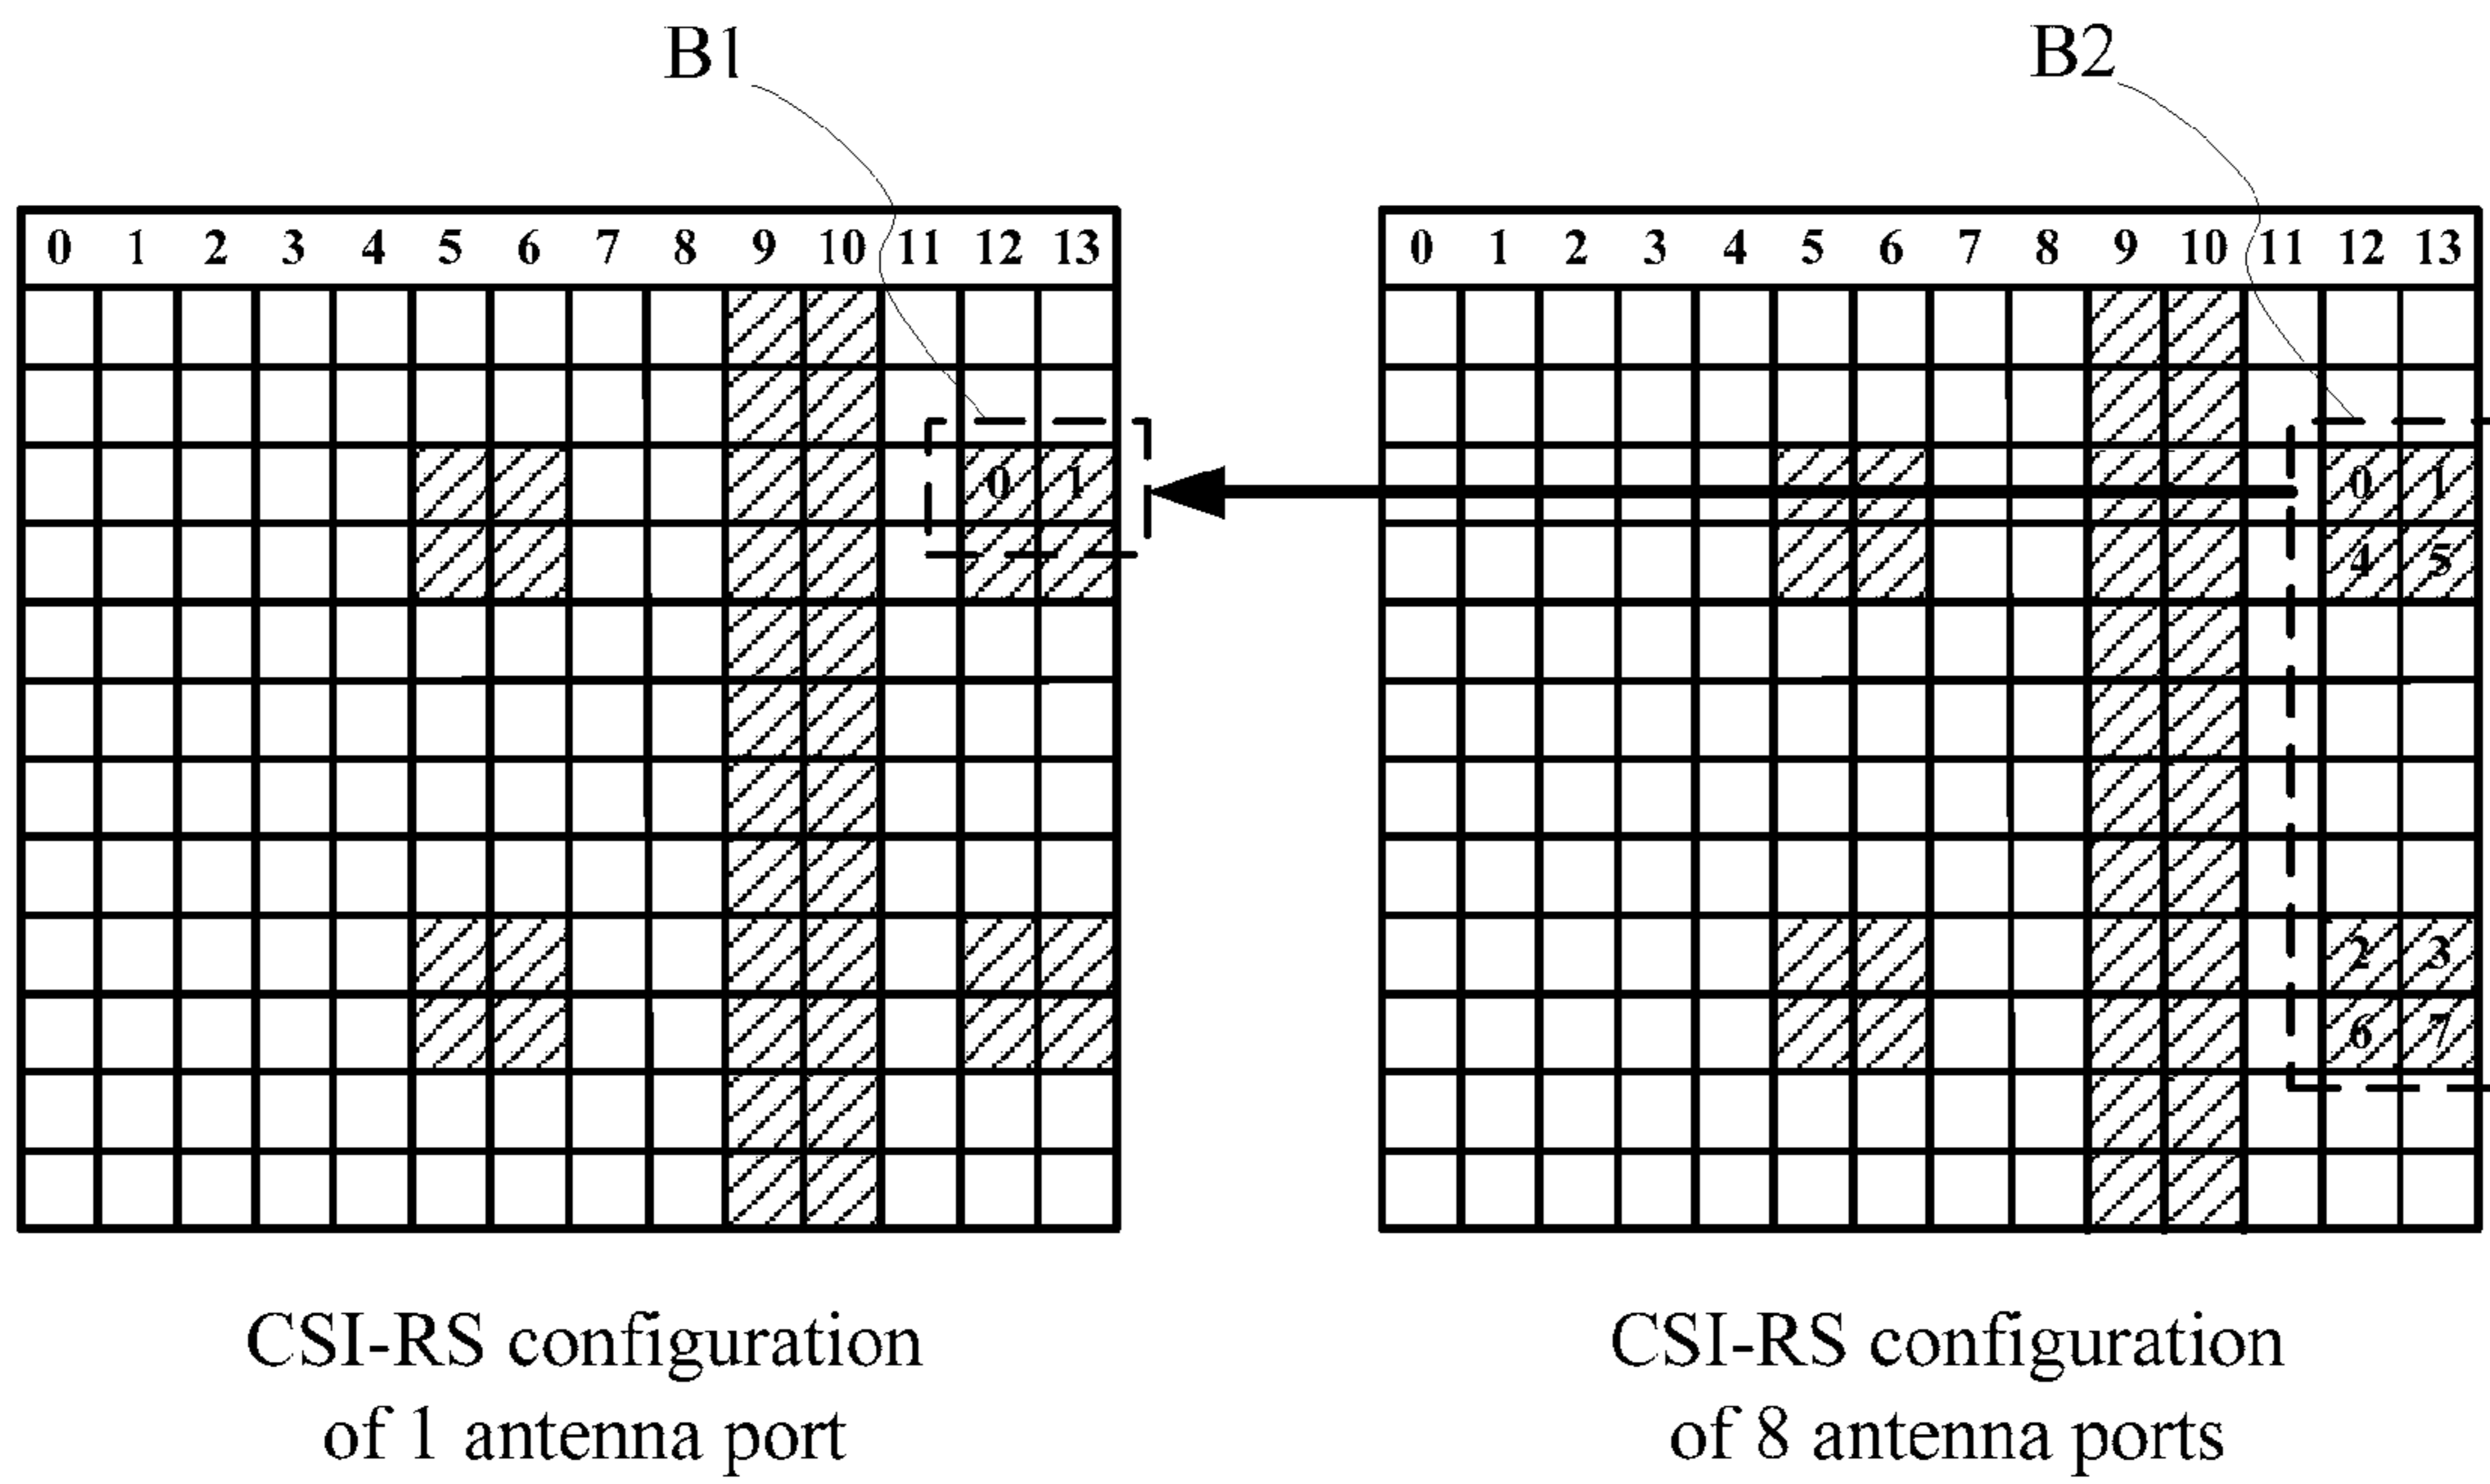 B1
B2
0 1 2 3 4 5 6 7 8 9 10 11 12 13
0 1 2 3 4 5 6 7 8 9 10 11 12 13
0 1
0 1
4 5
2 3
6 7
CSI-RS configuration
of 1 antenna port
CSI-RS configuration
of 8 antenna ports